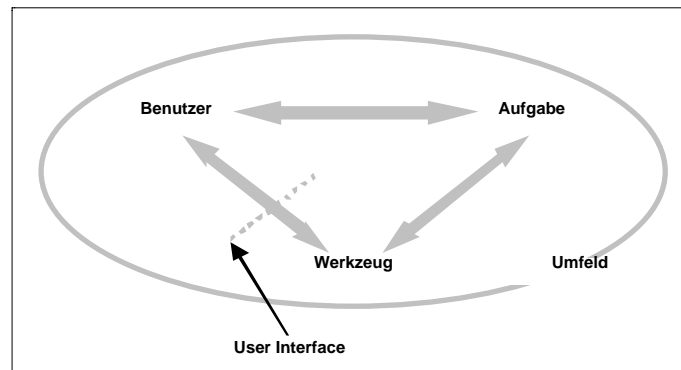 Benutzer
Aufgabe
Werkzeug
Umfeld
User Interface